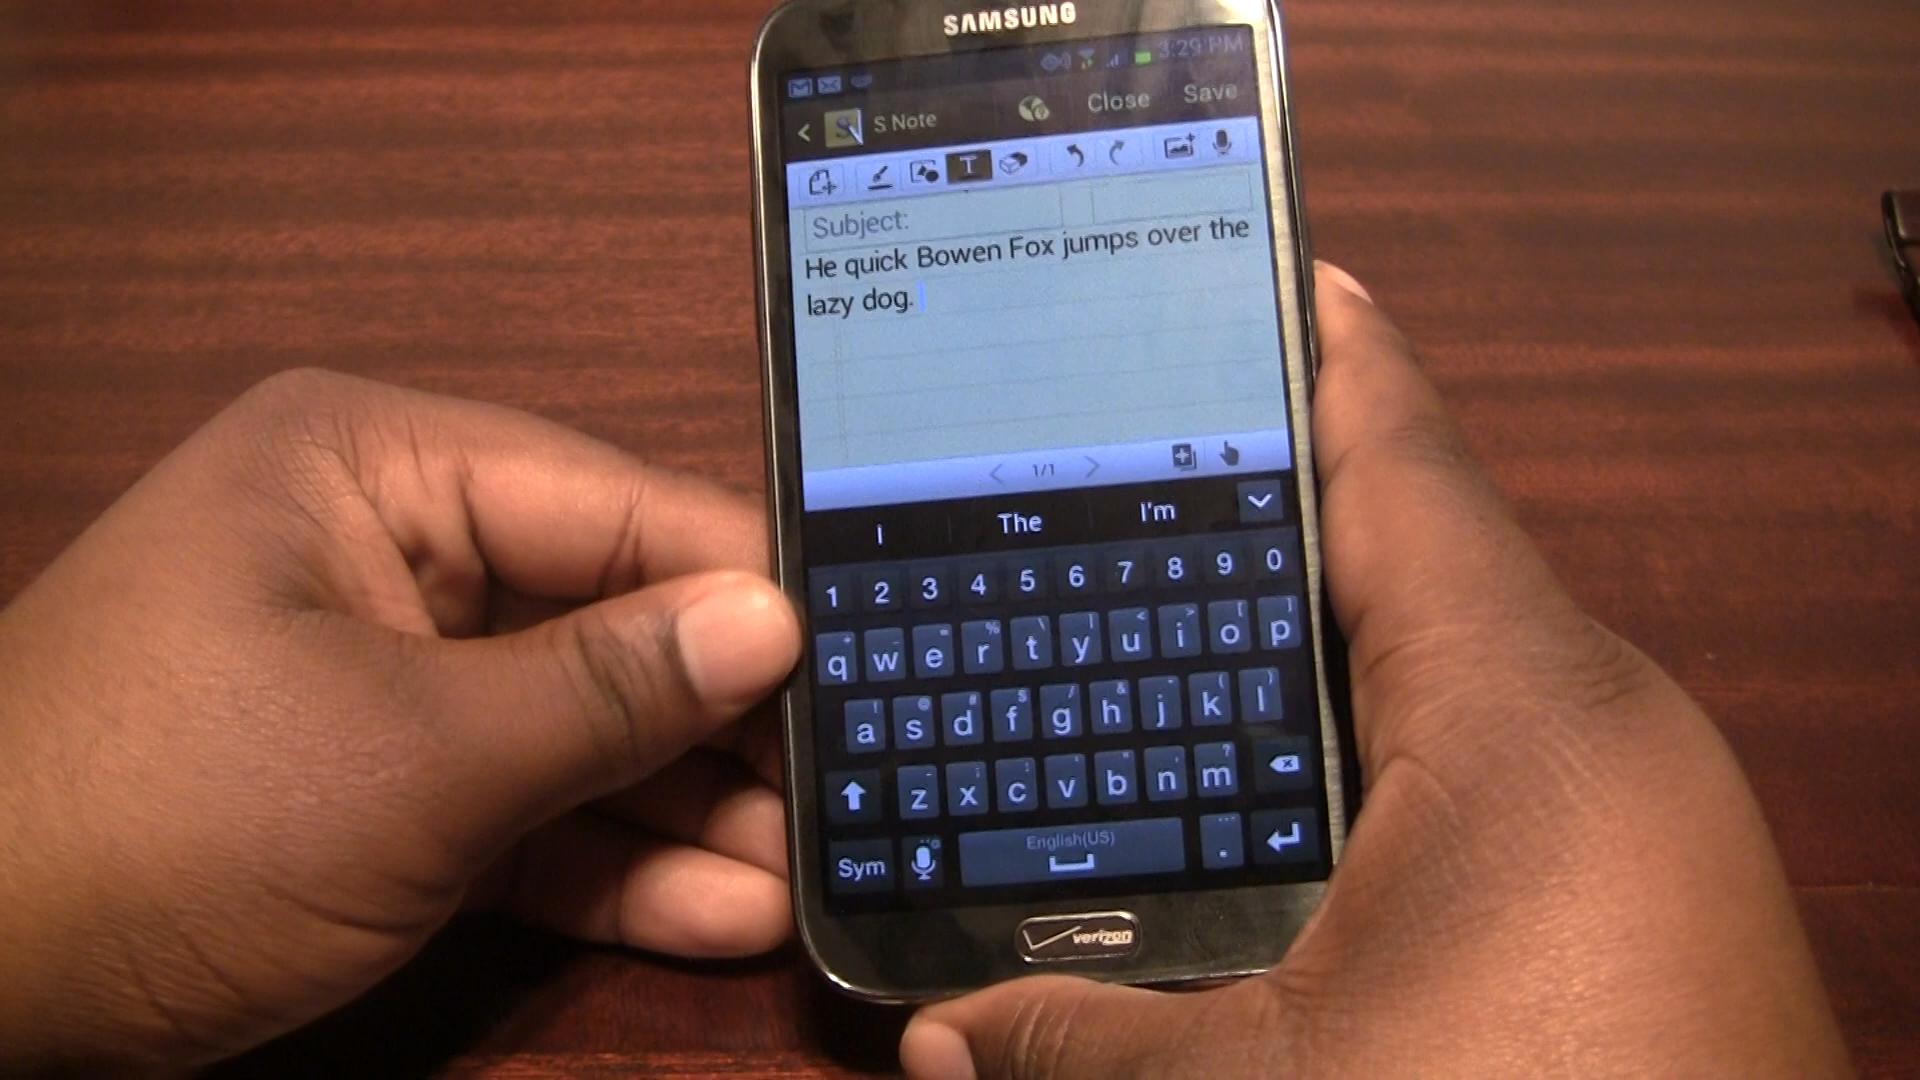 SAMSUNG
3:29 PM
S Note
Close
Save
T
Subject:
He quick Bowen Fox jumps over the
lazy dog.
1/1
i
The
I'm
1 2 3 4 5 6 7 8 9 0
q w e r t y u i o p
a s d f g h j k l
z x c v b n m
Sym
English(US)
.
verizon